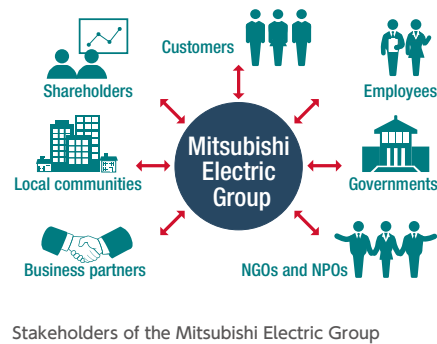 Customers
Shareholders
Employees
Mitsubishi
Electric
Group
Local communities
Governments
Business partners
NGOs and NPOs
Stakeholders of the Mitsubishi Electric Group